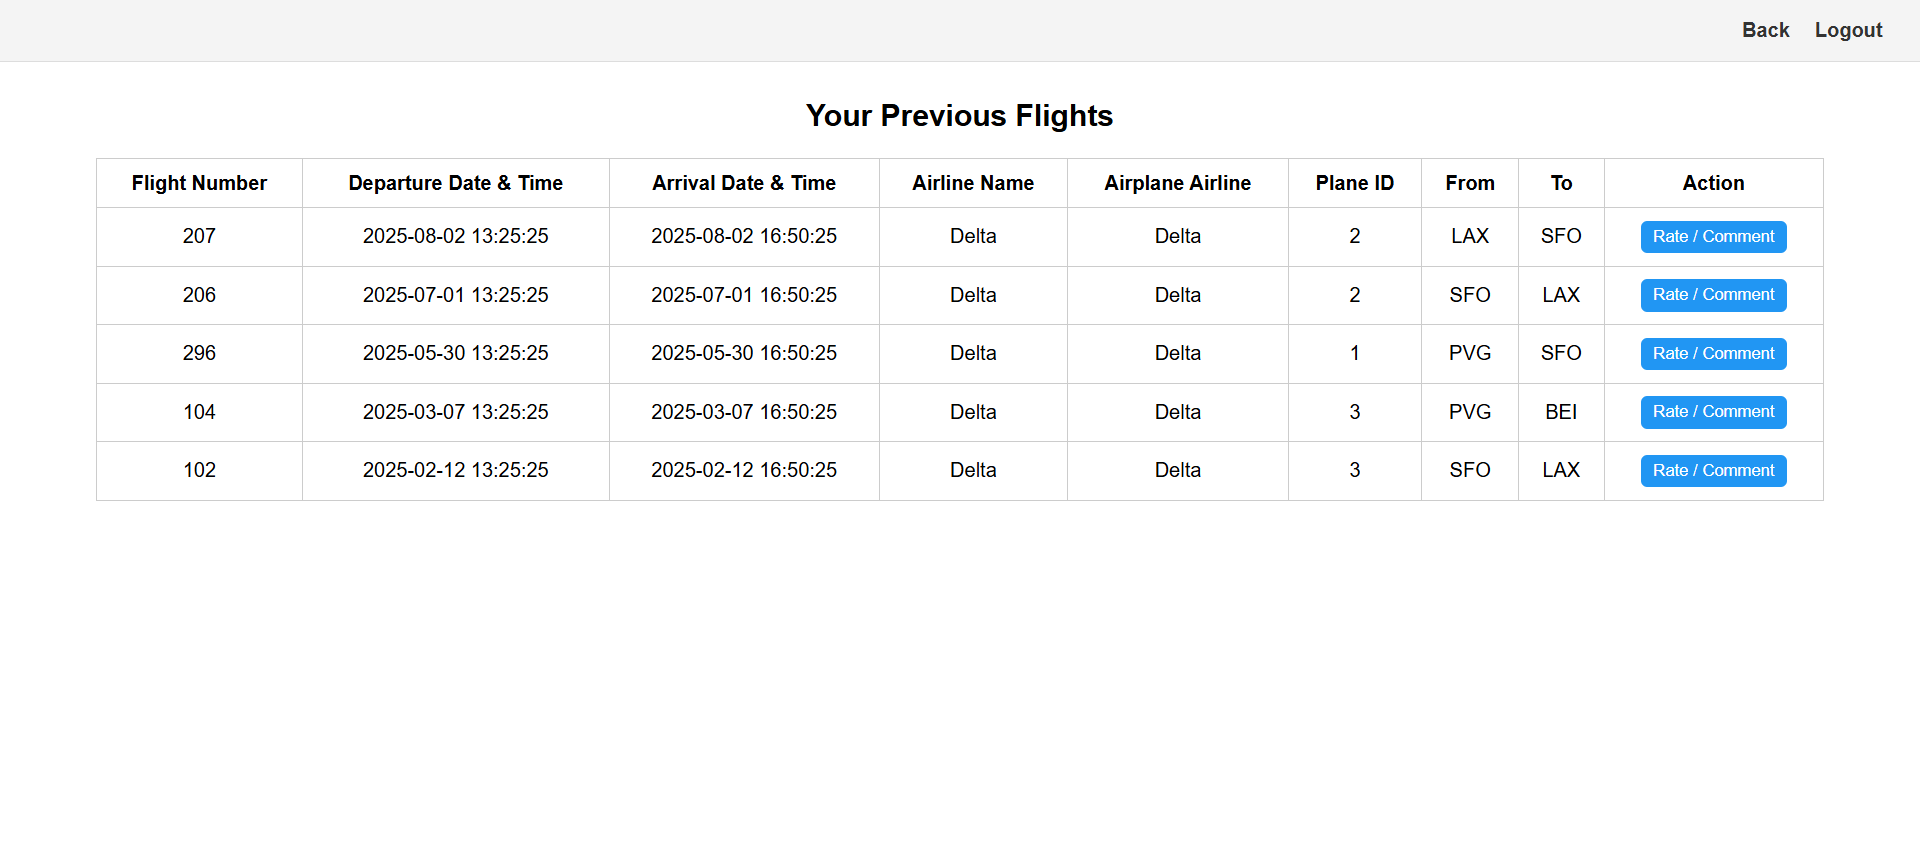 Back Logout
Your Previous Flights
Flight Number Departure Date & Time Arrival Date & Time Airline Name Airplane Airline Plane ID From To Action
207 2025-08-02 13:25:25 2025-08-02 16:50:25 Delta Delta 2 LAX SFO Rate / Comment
206 2025-07-01 13:25:25 2025-07-01 16:50:25 Delta Delta 2 SFO LAX Rate / Comment
296 2025-05-30 13:25:25 2025-05-30 16:50:25 Delta Delta 1 PVG SFO Rate / Comment
104 2025-03-07 13:25:25 2025-03-07 16:50:25 Delta Delta 3 PVG BEI Rate / Comment
102 2025-02-12 13:25:25 2025-02-12 16:50:25 Delta Delta 3 SFO LAX Rate / Comment